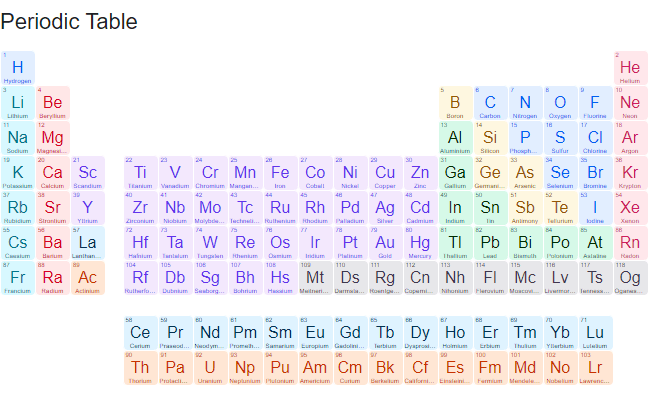 Periodic Table
1 2
H He
Hydrogen Helium
3 4 5 6 7 8 9 10
Li Be B C N O F Ne
Lithium Beryllium Boron Carbon Nitrogen Oxygen Fluorine Neon
11 12 13 14 15 16 17 18
Na Mg Al Si P S Cl Ar
Sodium Magnesi... Aluminium Silicon Phosph... Sulfur Chlorine Argon
19 20 21 22 23 24 25 26 27 28 29 30 31 32 33 34 35 36
K Ca Sc Ti V Cr Mn Fe Co Ni Cu Zn Ga Ge As Se Br Kr
Potassium Calcium Scandium Titanium Vanadium Chromium Mangan... Iron Cobalt Nickel Copper Zinc Gallium Germani... Arsenic Selenium Bromine Krypton
37 38 39 40 41 42 43 44 45 46 47 48 49 50 51 52 53 54
Rb Sr Y Zr Nb Mo Tc Ru Rh Pd Ag Cd In Sn Sb Te I Xe
Rubidium Strontium Yttrium Zirconium Niobium Molybde... Techneti... Ruthenium Rhodium Palladium Silver Cadmium Indium Tin Antimony Tellurium Iodine Xenon
55 56 57 72 73 74 75 76 77 78 79 80 81 82 83 84 85 86
Cs Ba La Hf Ta W Re Os Ir Pt Au Hg Tl Pb Bi Po At Rn
Caesium Barium Lanthan... Hafnium Tantalum Tungsten Rhenium Osmium Iridium Platinum Gold Mercury Thallium Lead Bismuth... Polonium Astatine Radon
87 88 89 104 105 106 107 108 109 110 111 112 113 114 115 116 117 118
Fr Ra Ac Rf Db Sg Bh Hs Mt Ds Rg Cn Nh Fl Mc Lv Ts Og
Francium Radium Actinium Rutherfo... Dubnium Seaborg... Bohrium Hassium Meitneri... Darmsta... Roentge... Coperni... Nihonium Flerovium Moscovi... Livermor... Tenness... Oganess...
58 59 60 61 62 63 64 65 66 67 68 69 70 71
Ce Pr Nd Pm Sm Eu Gd Tb Dy Ho Er Tm Yb Lu
Cerium Praseod... Neodym... Prometh... Samarium Europium Gadolini... Terbium Dysprosi... Holmium Erbium Thulium Ytterbium Lutetium
90 91 92 93 94 95 96 97 98 99 100 101 102 103
Th Pa U Np Pu Am Cm Bk Cf Es Fm Md No Lr
Thorium Protacti... Uranium Neptunium Plutonium Americium Curium Berkelium Californi... Einsteini... Fermium Mendele... Nobelium Lawrenc...